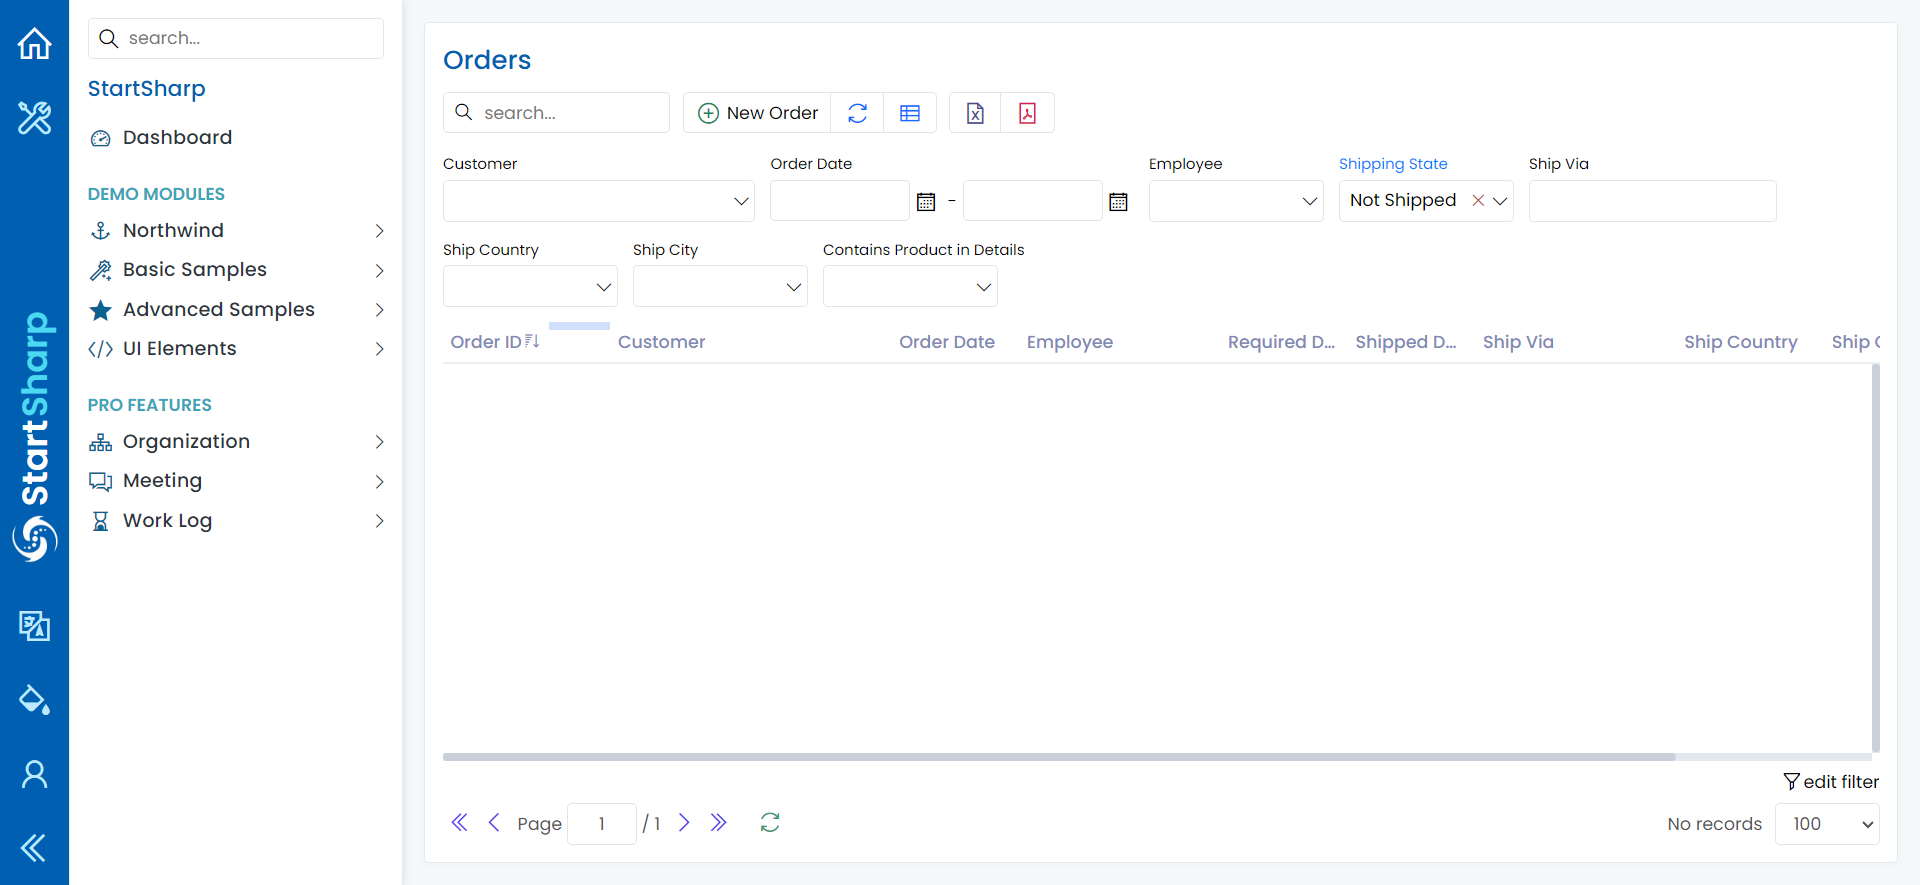 search...
StartSharp
Dashboard
DEMO MODULES
Northwind
Basic Samples
Advanced Samples
UI Elements
PRO FEATURES
Organization
Meeting
Work Log
StartSharp
Orders
search...
New Order
Customer
Order Date
Employee
Shipping State
Ship Via
-
Not Shipped
Ship Country
Ship City
Contains Product in Details
Order ID
Customer
Order Date
Employee
Required D...
Shipped D...
Ship Via
Ship Country
Ship
edit filter
Page 1 / 1
No records
100